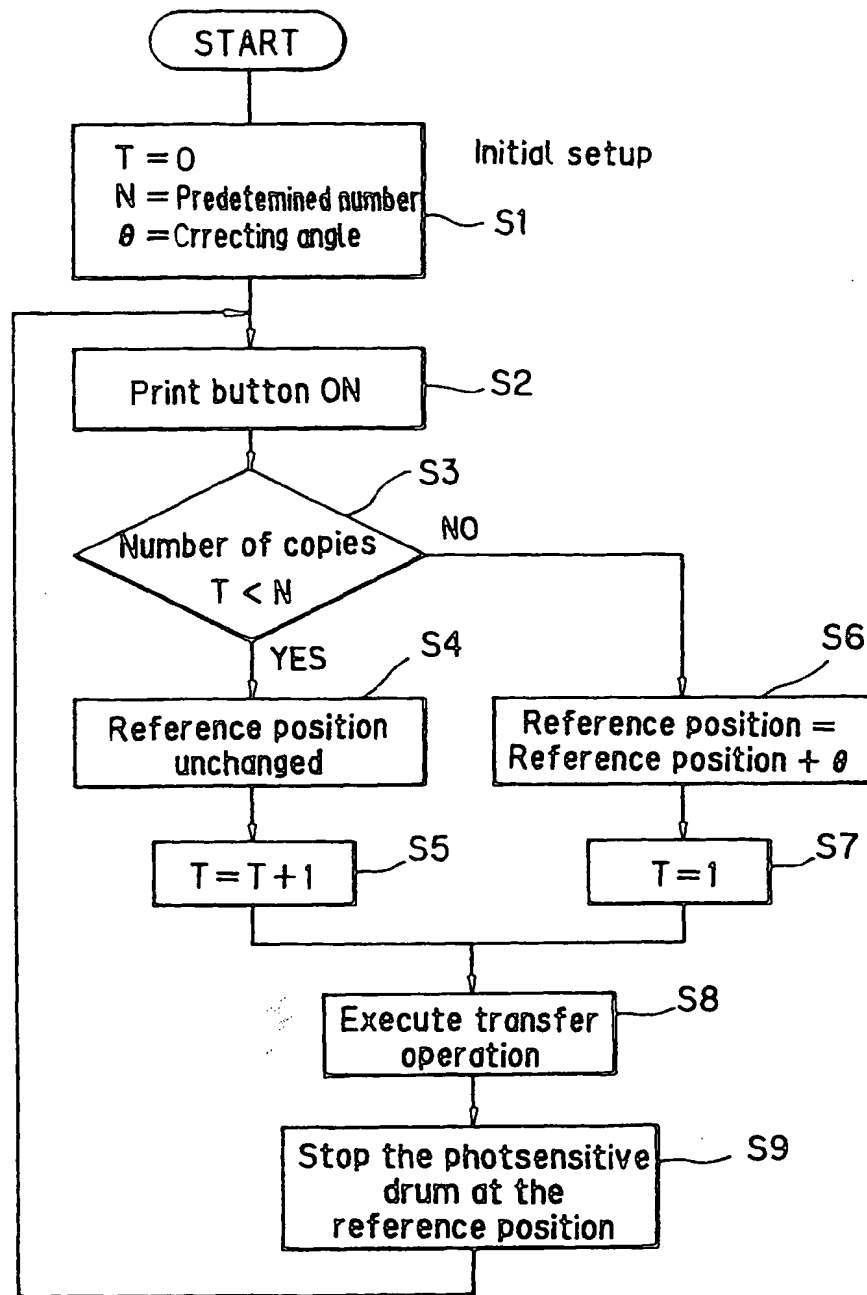 START
T = 0
N = Predetemined number
θ = Crrecting angle
Initial setup
S1
Print button ON
S2
S3
Number of copies
T < N
NO
YES
S4
Reference position
unchanged
S6
Reference position =
Reference position + θ
T = T + 1
S5
T = 1
S7
Execute transfer
operation
S8
Stop the photsensitive
drum at the
reference position
S9